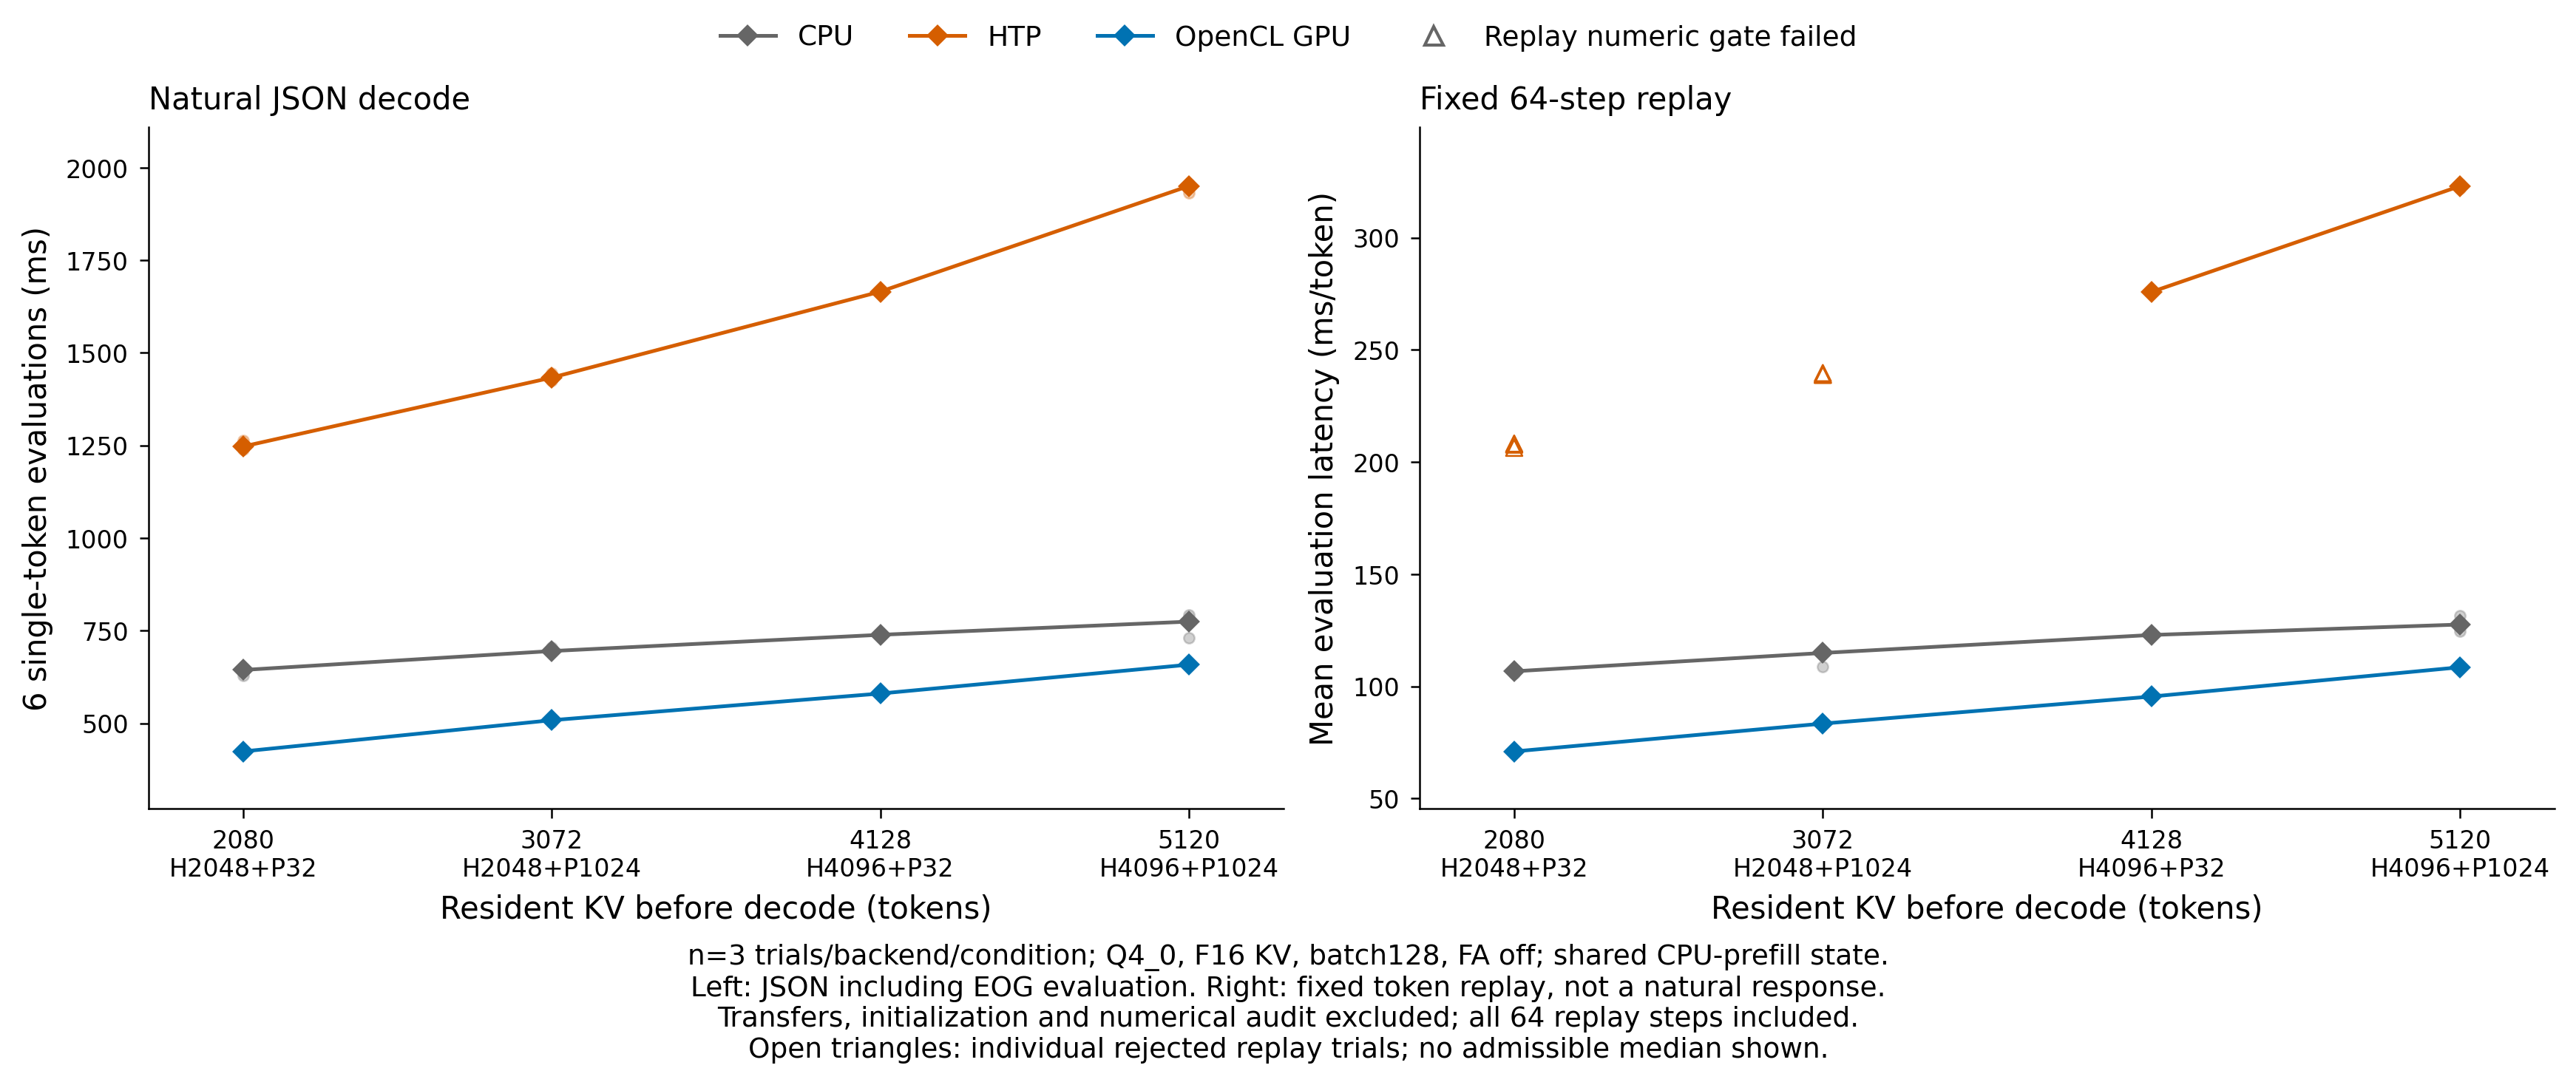 CPU HTP OpenCL GPU Replay numeric gate failed
Natural JSON decode
6 single-token evaluations (ms)
2000
1750
1500
1250
1000
750
500
2080 3072 4128 5120
H2048+P32 H2048+P1024 H4096+P32 H4096+P1024
Resident KV before decode (tokens)
Fixed 64-step replay
Mean evaluation latency (ms/token)
300
250
200
150
100
50
2080 3072 4128 5120
H2048+P32 H2048+P1024 H4096+P32 H4096+P1024
Resident KV before decode (tokens)
n=3 trials/backend/condition; Q4_0, F16 KV, batch128, FA off; shared CPU-prefill state.
Left: JSON including EOG evaluation. Right: fixed token replay, not a natural response.
Transfers, initialization and numerical audit excluded; all 64 replay steps included.
Open triangles: individual rejected replay trials; no admissible median shown.